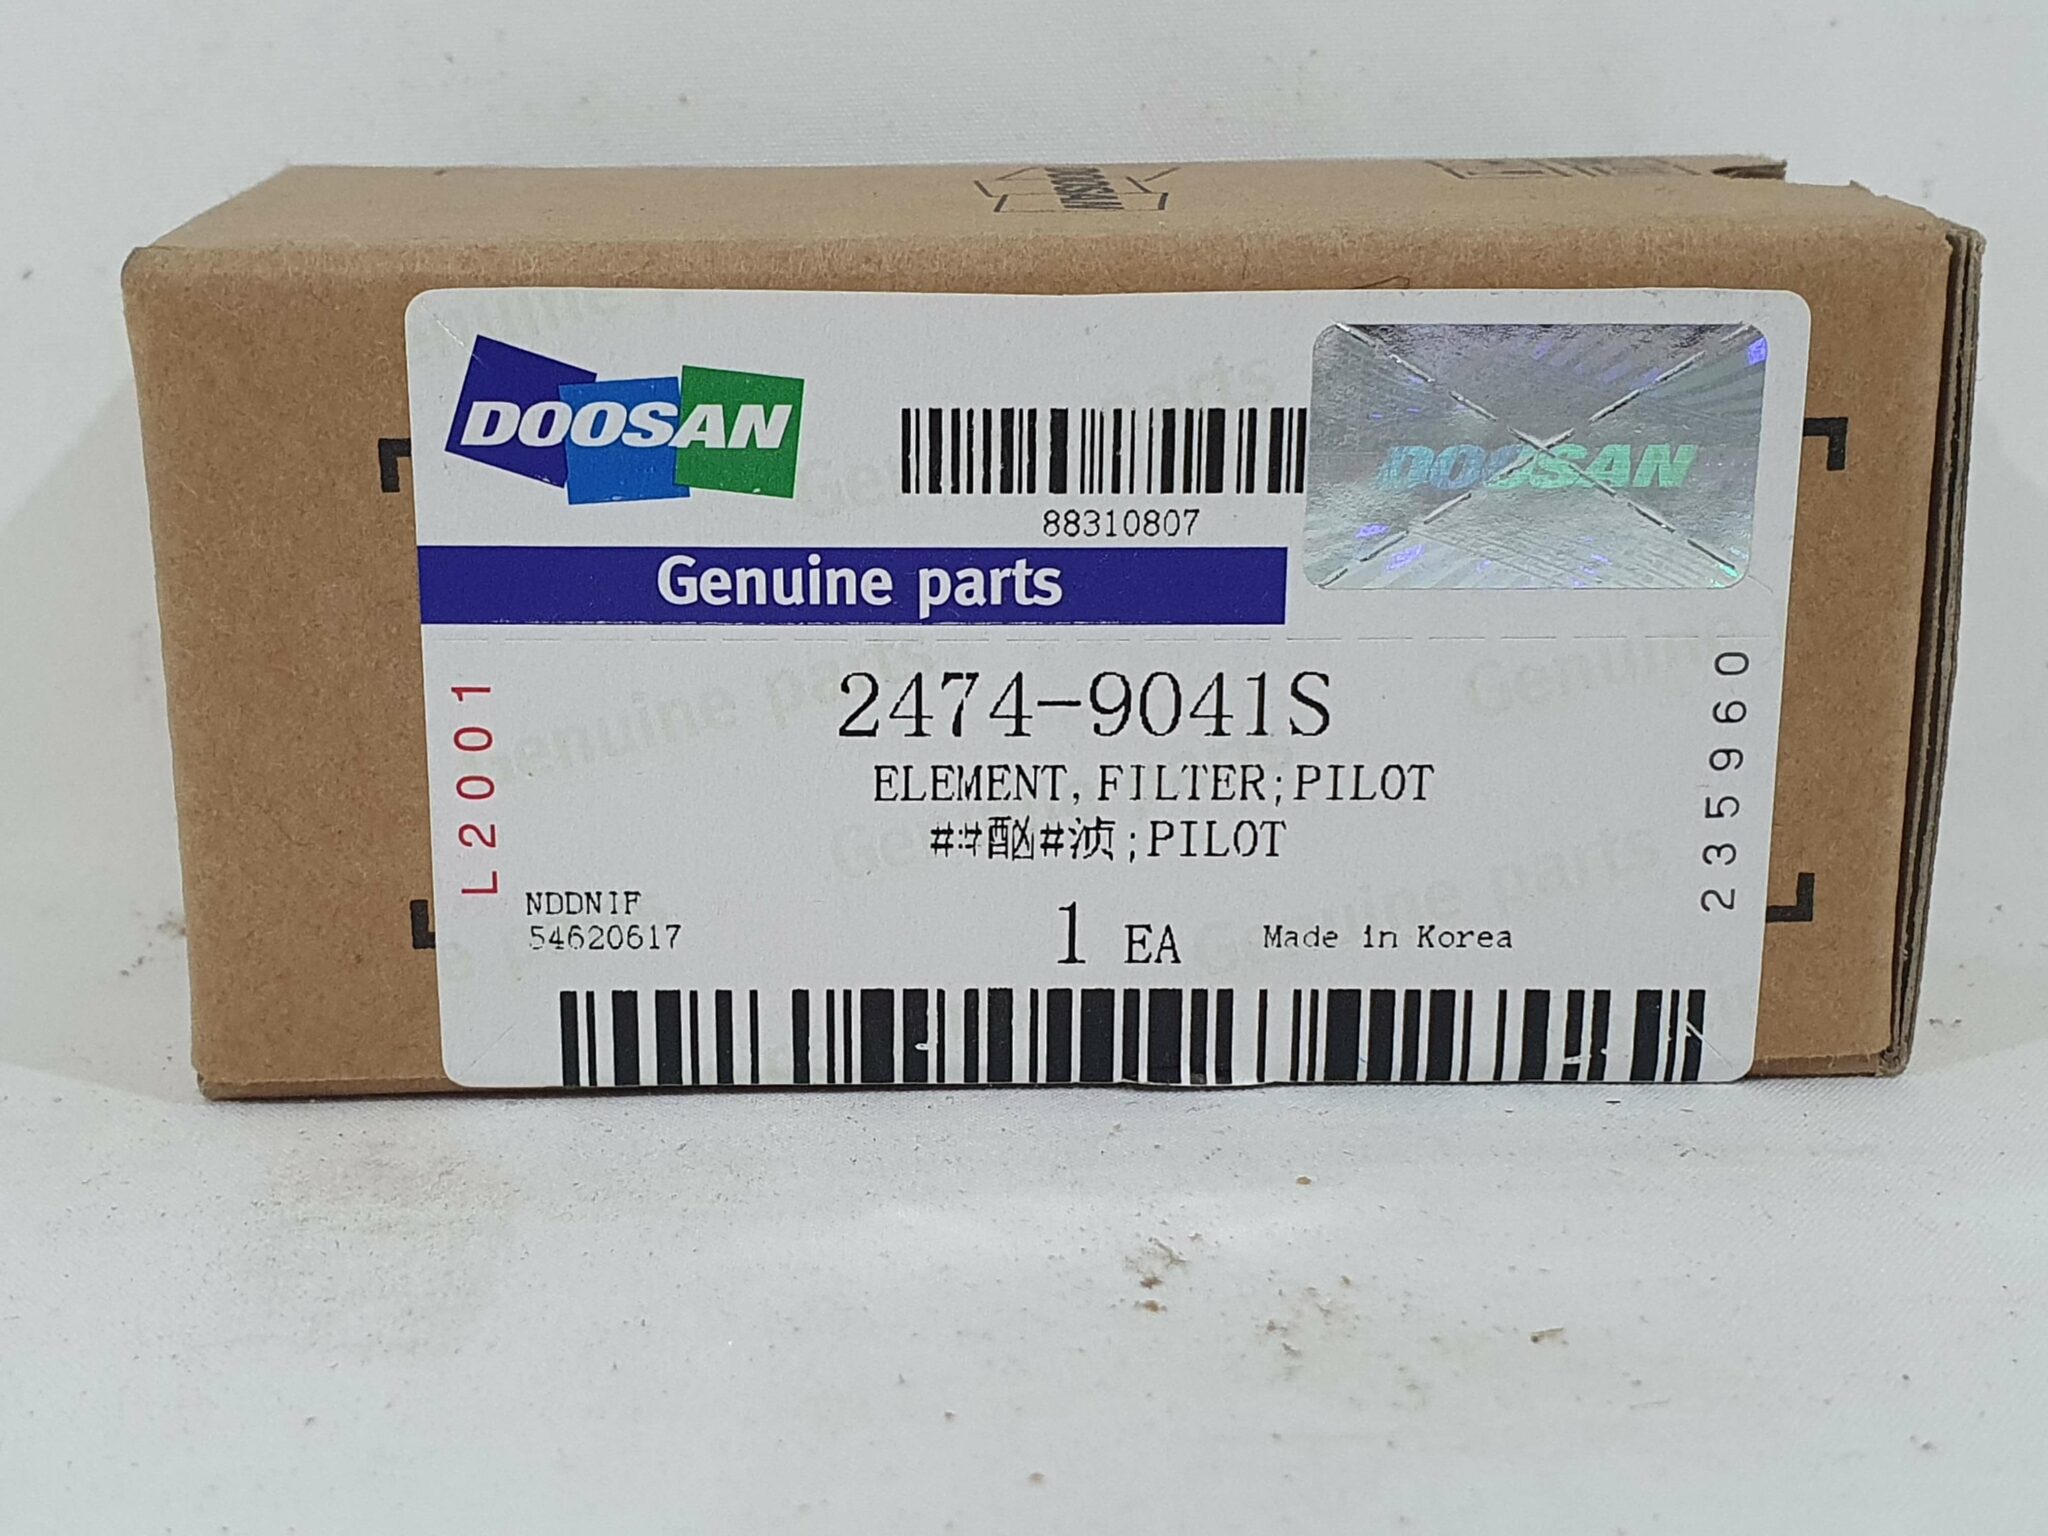 DOOSAN
DOOSAN
88310807
DOOSAN
Genuine parts
L2001
2474-9041S
235960
ELEMENT, FILTER;PILOT
;PILOT
NDDNIF
54620617
1 EA
Made in Korea